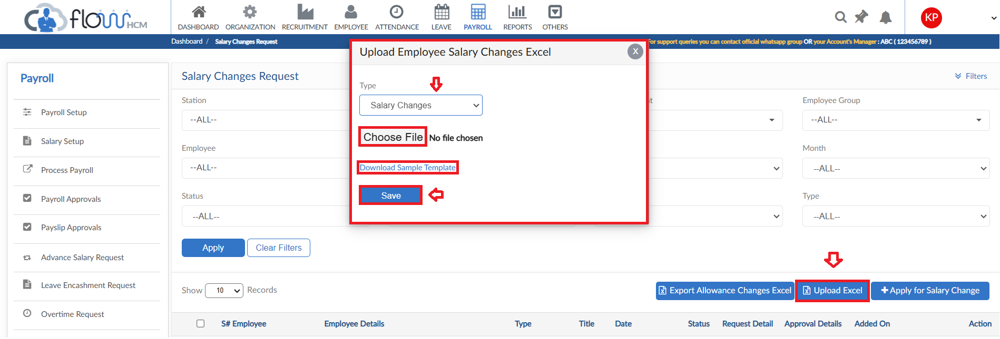 flowHCM
DASHBOARD ORGANIZATION RECRUITMENT EMPLOYEE ATTENDANCE LEAVE PAYROLL REPORTS OTHERS
KP
Dashboard / Salary Changes Request
For support queries you can contact official whatsapp group OR your Account's Manager : ABC ( 123456789 )
Payroll
Payroll Setup
Salary Setup
Process Payroll
Payroll Approvals
Payslip Approvals
Advance Salary Request
Leave Encashment Request
Overtime Request
Upload Employee Salary Changes Excel
X
Type
Salary Changes
Choose File No file chosen
Download Sample Template
Save
Salary Changes Request
Filters
Station
Employee Group
--ALL--
--ALL--
Employee
Month
--ALL--
--ALL--
Status
Type
--ALL--
--ALL--
Apply Clear Filters
Show 10 Records
Export Allowance Changes Excel Upload Excel + Apply for Salary Change
S# Employee Employee Details Type Title Date Status Request Detail Approval Details Added On Action